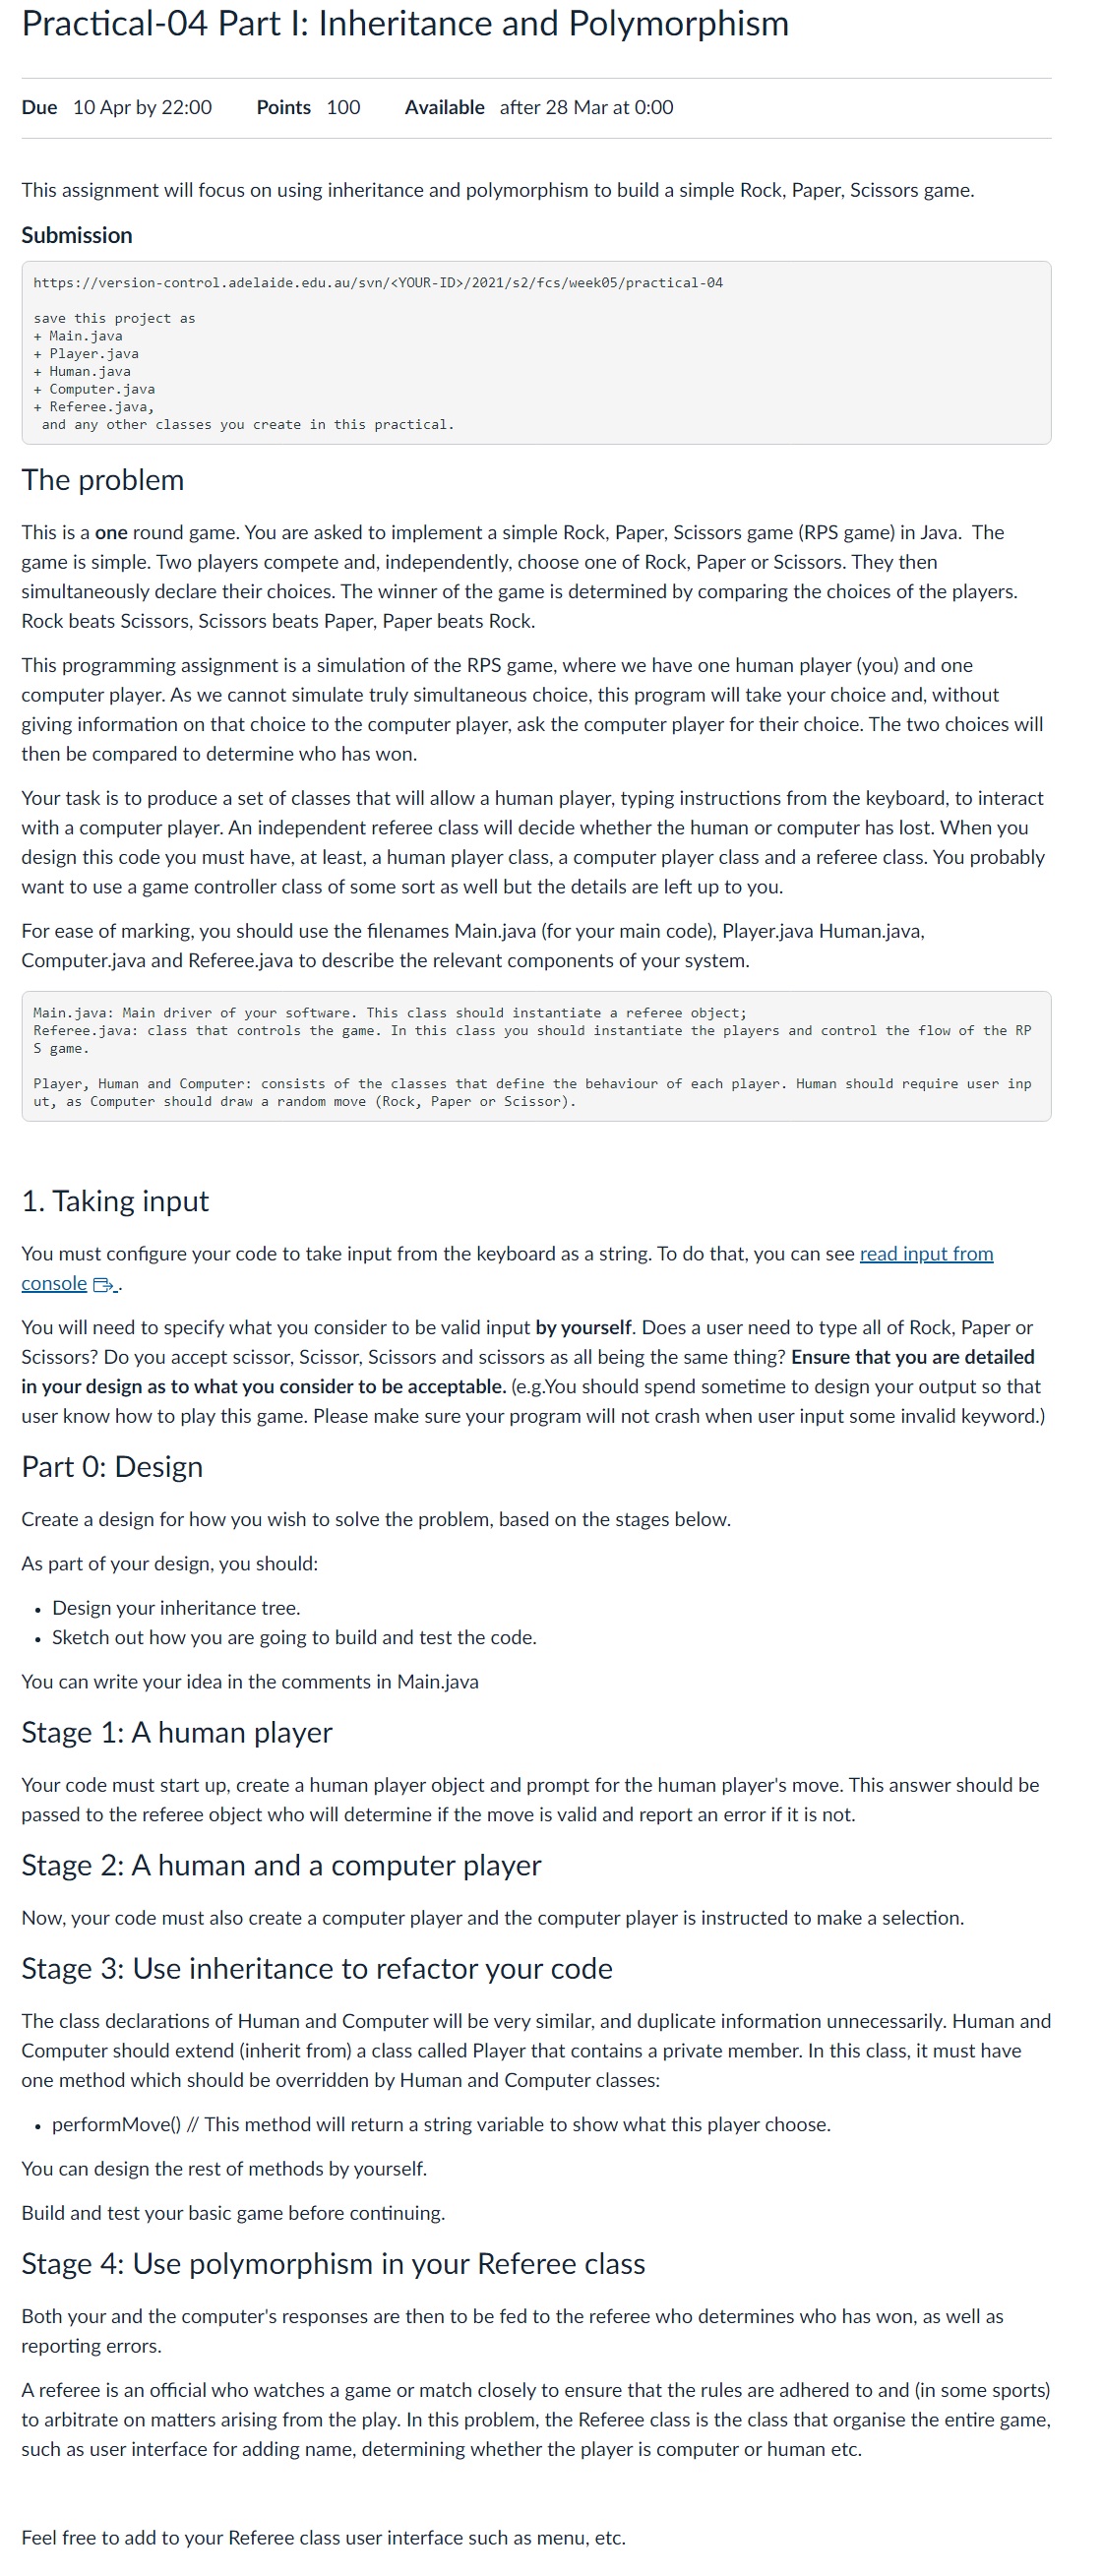 Practical-04 Part I: Inheritance and Polymorphism
Due 10 Apr by 22:00 Points 100 Available after 28 Mar at 0:00
This assignment will focus on using inheritance and polymorphism to build a simple Rock, Paper, Scissors game.
Submission
https://version-control.adelaide.edu.au/svn/<YOUR-ID>/2021/s2/fcs/week05/practical-04
save this project as
+ Main.java
+ Player.java
+ Human.java
+ Computer.java
+ Referee.java,
and any other classes you create in this practical.
The problem
This is a one round game. You are asked to implement a simple Rock, Paper, Scissors game (RPS game) in Java. The
game is simple. Two players compete and, independently, choose one of Rock, Paper or Scissors. They then
simultaneously declare their choices. The winner of the game is determined by comparing the choices of the players.
Rock beats Scissors, Scissors beats Paper, Paper beats Rock.
This programming assignment is a simulation of the RPS game, where we have one human player (you) and one
computer player. As we cannot simulate truly simultaneous choice, this program will take your choice and, without
giving information on that choice to the computer player, ask the computer player for their choice. The two choices will
then be compared to determine who has won.
Your task is to produce a set of classes that will allow a human player, typing instructions from the keyboard, to interact
with a computer player. An independent referee class will decide whether the human or computer has lost. When you
design this code you must have, at least, a human player class, a computer player class and a referee class. You probably
want to use a game controller class of some sort as well but the details are left up to you.
For ease of marking, you should use the filenames Main.java (for your main code), Player.java Human.java,
Computer.java and Referee.java to describe the relevant components of your system.
Main.java: Main driver of your software. This class should instantiate a referee object;
Referee.java: class that controls the game. In this class you should instantiate the players and control the flow of the RP
S game.
Player, Human and Computer: consists of the classes that define the behaviour of each player. Human should require user inp
ut, as Computer should draw a random move (Rock, Paper or Scissor).
1. Taking input
You must configure your code to take input from the keyboard as a string. To do that, you can see read input from
console .
You will need to specify what you consider to be valid input by yourself. Does a user need to type all of Rock, Paper or
Scissors? Do you accept scissor, Scissor, Scissors and scissors as all being the same thing? Ensure that you are detailed
in your design as to what you consider to be acceptable. (e.g.You should spend sometime to design your output so that
user know how to play this game. Please make sure your program will not crash when user input some invalid keyword.)
Part 0: Design
Create a design for how you wish to solve the problem, based on the stages below.
As part of your design, you should:
• Design your inheritance tree.
• Sketch out how you are going to build and test the code.
You can write your idea in the comments in Main.java
Stage 1: A human player
Your code must start up, create a human player object and prompt for the human player's move. This answer should be
passed to the referee object who will determine if the move is valid and report an error if it is not.
Stage 2: A human and a computer player
Now, your code must also create a computer player and the computer player is instructed to make a selection.
Stage 3: Use inheritance to refactor your code
The class declarations of Human and Computer will be very similar, and duplicate information unnecessarily. Human and
Computer should extend (inherit from) a class called Player that contains a private member. In this class, it must have
one method which should be overridden by Human and Computer classes:
• performMove() // This method will return a string variable to show what this player choose.
You can design the rest of methods by yourself.
Build and test your basic game before continuing.
Stage 4: Use polymorphism in your Referee class
Both your and the computer's responses are then to be fed to the referee who determines who has won, as well as
reporting errors.
A referee is an official who watches a game or match closely to ensure that the rules are adhered to and (in some sports)
to arbitrate on matters arising from the play. In this problem, the Referee class is the class that organise the entire game,
such as user interface for adding name, determining whether the player is computer or human etc.
Feel free to add to your Referee class user interface such as menu, etc.